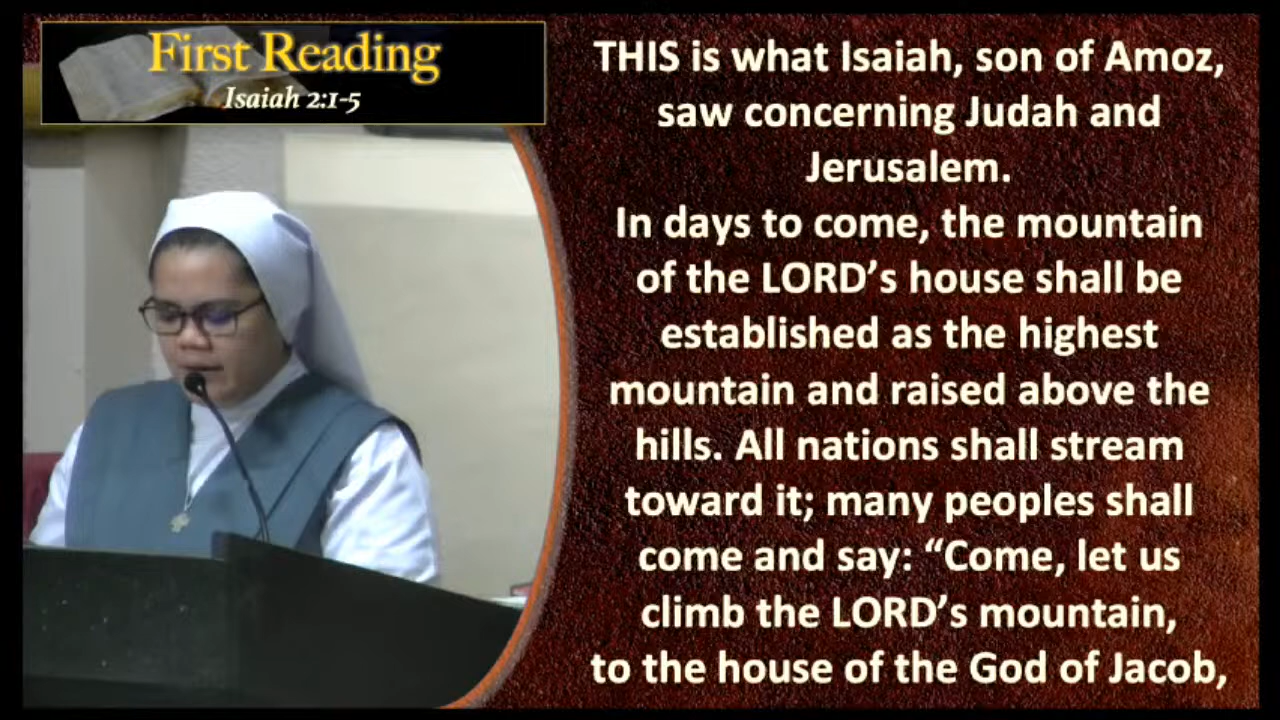 First Reading
Isaiah 2:1-5
THIS is what Isaiah, son of Amoz,
saw concerning Judah and
Jerusalem.
In days to come, the mountain
of the LORD’s house shall be
established as the highest
mountain and raised above the
hills. All nations shall stream
toward it; many peoples shall
come and say: “Come, let us
climb the LORD’s mountain,
to the house of the God of Jacob,